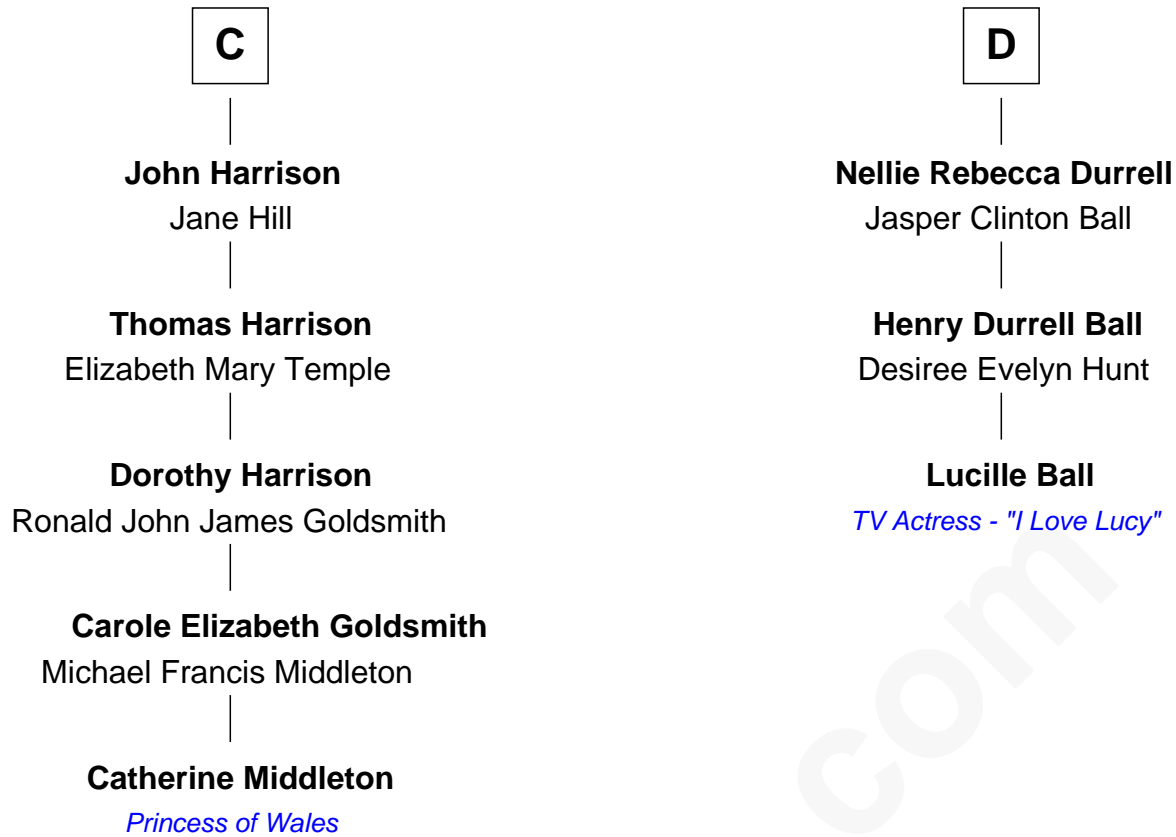 C
John Harrison
Jane Hill
Thomas Harrison
Elizabeth Mary Temple
Dorothy Harrison
Ronald John James Goldsmith
Carole Elizabeth Goldsmith
Michael Francis Middleton
Catherine Middleton
Princess of Wales
D
Nellie Rebecca Durrell
Jasper Clinton Ball
Henry Durrell Ball
Desiree Evelyn Hunt
Lucille Ball
TV Actress - "I Love Lucy"
com